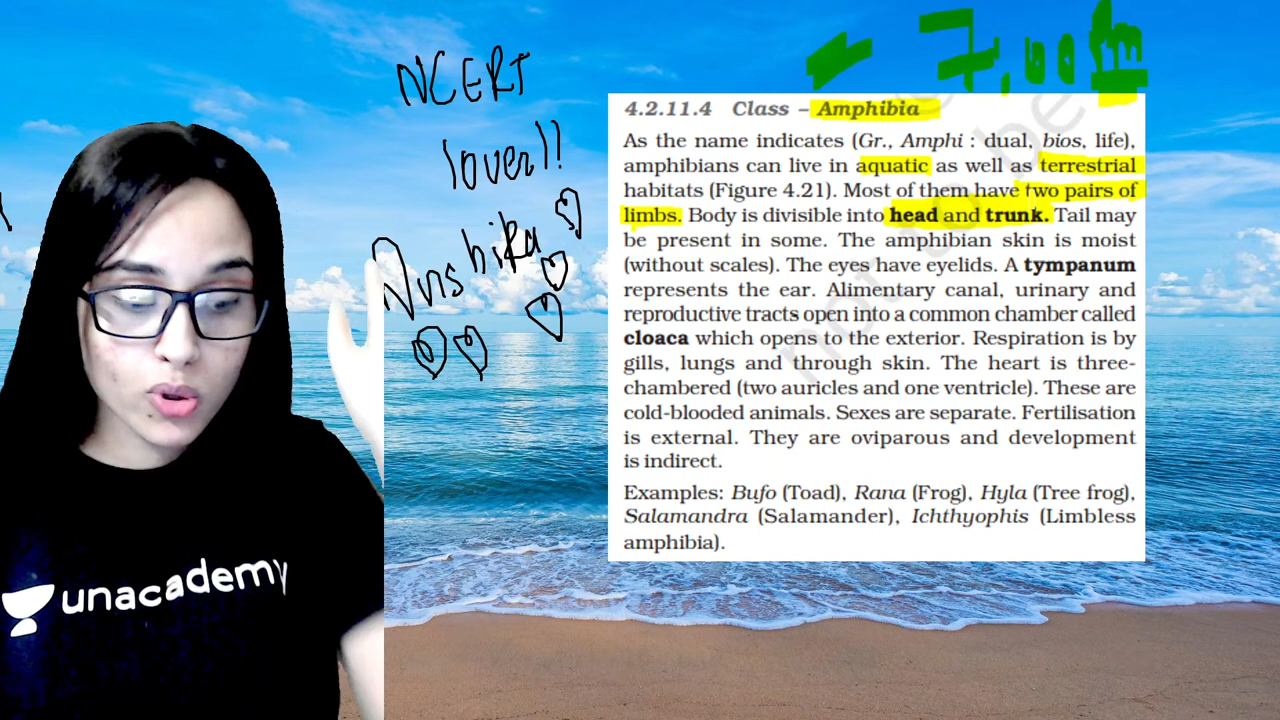 7,00 m
NCERT
lover!!
4.2.11.4 Class – Amphibia
As the name indicates (Gr., Amphi : dual, bios, life),
amphibians can live in aquatic as well as terrestrial
habitats (Figure 4.21). Most of them have two pairs of
limbs. Body is divisible into head and trunk. Tail may
be present in some. The amphibian skin is moist
(without scales). The eyes have eyelids. A tympanum
represents the ear. Alimentary canal, urinary and
reproductive tracts open into a common chamber called
cloaca which opens to the exterior. Respiration is by
gills, lungs and through skin. The heart is three-
chambered (two auricles and one ventricle). These are
cold-blooded animals. Sexes are separate. Fertilisation
is external. They are oviparous and development
is indirect.
Examples: Bufo (Toad), Rana (Frog), Hyla (Tree frog),
Salamandra (Salamander), Ichthyophis (Limbless
amphibia).
not to be
unacademy